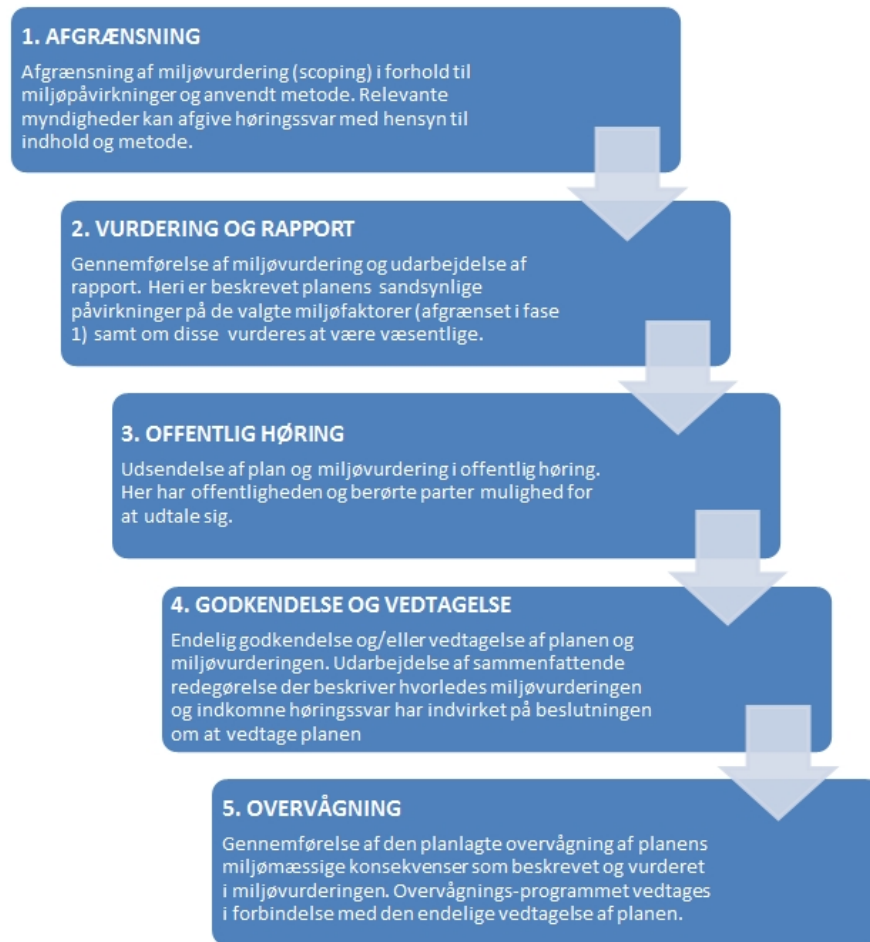 1. AFGRÆNSNING
Afgrænsning af miljøvurdering (scoping) i forhold til
miljøpåvirkninger og anvendt metode. Relevante
myndigheder kan afgive høringssvar med hensyn til
indhold og metode.
2. VURDERING OG RAPPORT
Gennemførelse af miljøvurdering og udarbejdelse af
rapport. Heri er beskrevet planens sandsynlige
påvirkninger på de valgte miljøfaktorer (afgrænset i fase
1) samt om disse vurderes at være væsentlige.
3. OFFENTLIG HØRING
Udsendelse af plan og miljøvurdering i offentlig høring.
Her har offentligheden og berørte parter mulighed for
at udtale sig.
4. GODKENDELSE OG VEDTAGELSE
Endelig godkendelse og/eller vedtagelse af planen og
miljøvurderingen. Udarbejdelse af sammenfattende
redegørelse der beskriver hvorledes miljøvurderingen
og indkomne høringssvar har indvirket på beslutningen
om at vedtage planen
5. OVERVÅGNING
Gennemførelse af den planlagte overvågning af planens
miljømæssige konsekvenser som beskrevet og vurderet
i miljøvurderingen. Overvågnings-programmet vedtages
i forbindelse med den endelige vedtagelse af planen.